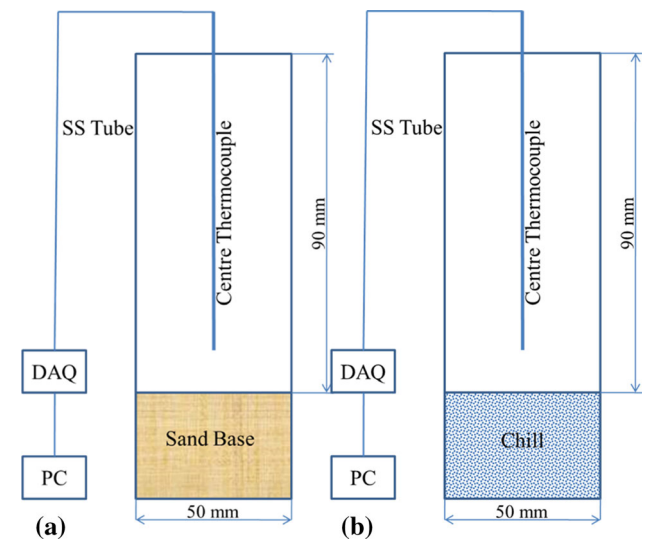 SS Tube
Centre Thermocouple
90 mm
DAQ
Sand Base
PC
50 mm
(a)
SS Tube
Centre Thermocouple
90 mm
DAQ
Chill
PC
50 mm
(b)